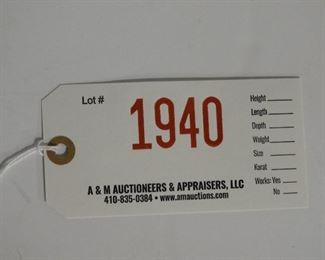 Lot #
1940
Height
Length
Depth
Weight
Size
Karat
Works: Yes
No
A & M AUCTIONEERS & APPRAISERS, LLC
410-835-0384 • www.amauctions.com